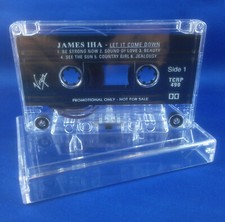 JAMES IHA - LET IT COME DOWN
1. BE STRONG NOW 2. SOUND OF LOVE 3. BEAUTY
4. SEE THE SUN 5. COUNTRY GIRL 6. JEALOUSY
Side 1
TCRP
498
PROMOTIONAL ONLY - NOT FOR SALE